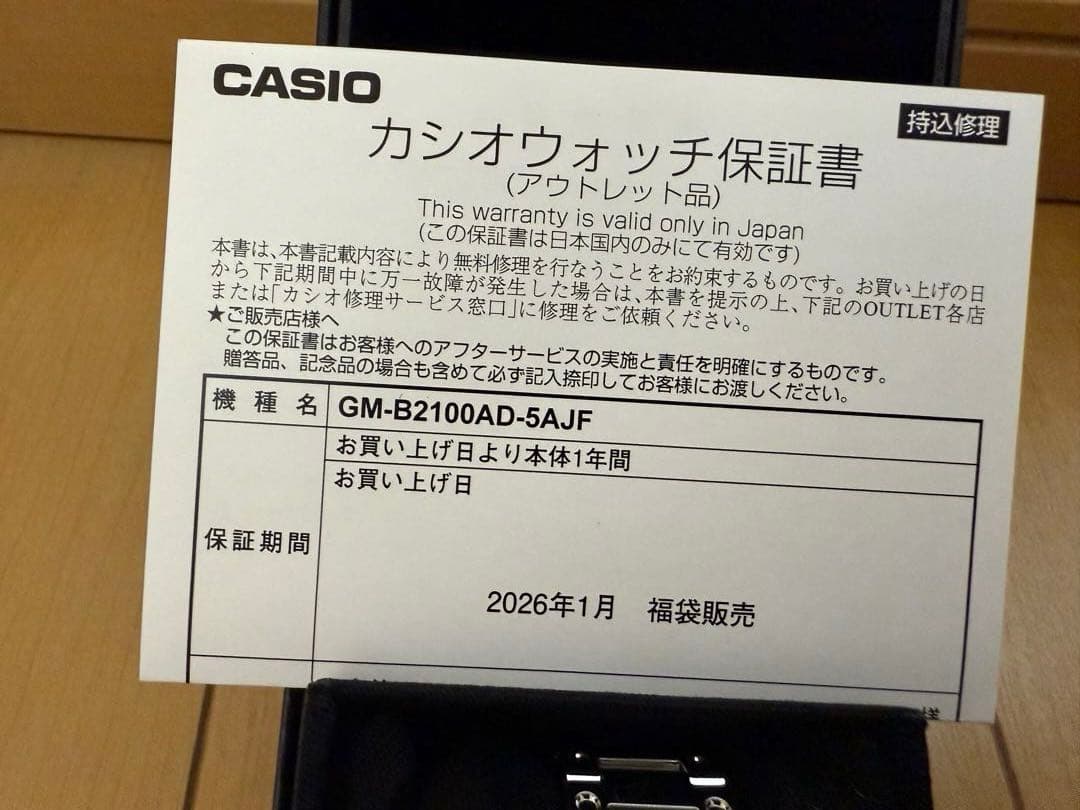 CASIO
持込修理
カシオウォッチ保証書
(アウトレット品)
This warranty is valid only in Japan
(この保証書は日本国内のみにて有効です)
本書は、本書記載内容により無料修理を行なうことをお約束するものです。お買い上げの日
から下記期間中に万一故障が発生した場合は、本書を提示の上、下記のOUTLET各店
または「カシオ修理サービス窓口」に修理をご依頼ください。
★ご販売店様へ
この保証書はお客様へのアフターサービスの実施と責任を明確にするものです。
贈答品、記念品の場合も含めて必ず記入捺印してお客様にお渡しください。
機種名 GM-B2100AD-5AJF
お買い上げ日より本体1年間
お買い上げ日
保証期間
2026年1月 福袋販売
様